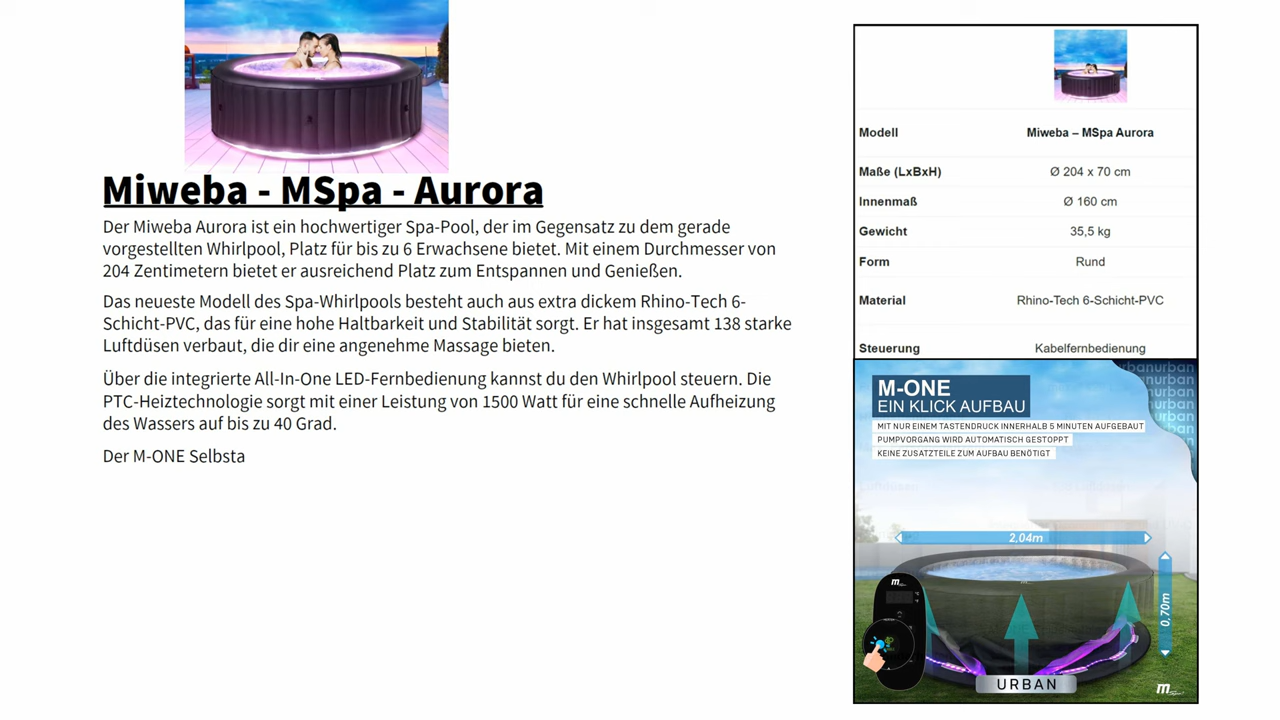 Miweba - MSpa - Aurora
Der Miweba Aurora ist ein hochwertiger Spa-Pool, der im Gegensatz zu dem gerade
vorgestellten Whirlpool, Platz für bis zu 6 Erwachsene bietet. Mit einem Durchmesser von
204 Zentimetern bietet er ausreichend Platz zum Entspannen und Genießen.
Das neueste Modell des Spa-Whirlpools besteht auch aus extra dickem Rhino-Tech 6-
Schicht-PVC, das für eine hohe Haltbarkeit und Stabilität sorgt. Er hat insgesamt 138 starke
Luftdüsen verbaut, die dir eine angenehme Massage bieten.
Über die integrierte All-In-One LED-Fernbedienung kannst du den Whirlpool steuern. Die
PTC-Heiztechnologie sorgt mit einer Leistung von 1500 Watt für eine schnelle Aufheizung
des Wassers auf bis zu 40 Grad.
Der M-ONE Selbsta
Modell Miweba – MSpa Aurora
Maße (LxBxH) Ø 204 x 70 cm
Innenmaß Ø 160 cm
Gewicht 35,5 kg
Form Rund
Material Rhino-Tech 6-Schicht-PVC
Steuerung Kabelfernbedienung
M-ONE
EIN KLICK AUFBAU
MIT NUR EINEM TASTENDRUCK INNERHALB 5 MINUTEN AUFGEBAUT
PUMPVORGANG WIRD AUTOMATISCH GESTOPPT
KEINE ZUSATZTEILE ZUM AUFBAU BENÖTIGT
2,04m
0,70m
URBAN